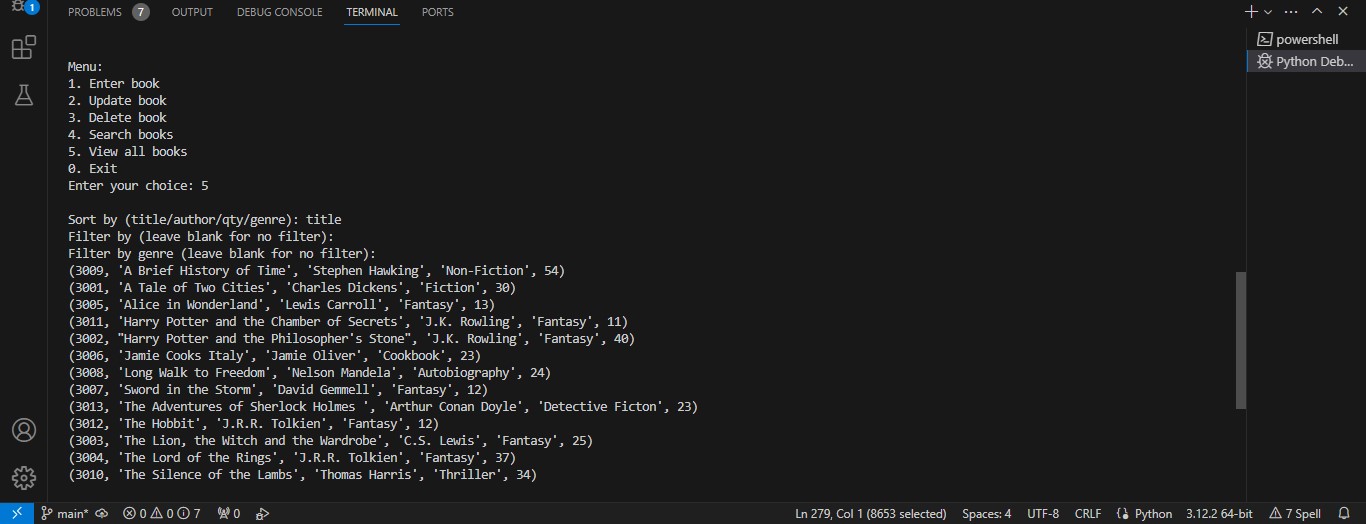 1
PROBLEMS 7 OUTPUT DEBUG CONSOLE TERMINAL PORTS
powershell
Python Deb...
Menu:
1. Enter book
2. Update book
3. Delete book
4. Search books
5. View all books
0. Exit
Enter your choice: 5
Sort by (title/author/qty/genre): title
Filter by (leave blank for no filter):
Filter by genre (leave blank for no filter):
(3009, 'A Brief History of Time', 'Stephen Hawking', 'Non-Fiction', 54)
(3001, 'A Tale of Two Cities', 'Charles Dickens', 'Fiction', 30)
(3005, 'Alice in Wonderland', 'Lewis Carroll', 'Fantasy', 13)
(3011, 'Harry Potter and the Chamber of Secrets', 'J.K. Rowling', 'Fantasy', 11)
(3002, "Harry Potter and the Philosopher's Stone", 'J.K. Rowling', 'Fantasy', 40)
(3006, 'Jamie Cooks Italy', 'Jamie Oliver', 'Cookbook', 23)
(3008, 'Long Walk to Freedom', 'Nelson Mandela', 'Autobiography', 24)
(3007, 'Sword in the Storm', 'David Gemmell', 'Fantasy', 12)
(3013, 'The Adventures of Sherlock Holmes ', 'Arthur Conan Doyle', 'Detective Ficton', 23)
(3012, 'The Hobbit', 'J.R.R. Tolkien', 'Fantasy', 12)
(3003, 'The Lion, the Witch and the Wardrobe', 'C.S. Lewis', 'Fantasy', 25)
(3004, 'The Lord of the Rings', 'J.R.R. Tolkien', 'Fantasy', 37)
(3010, 'The Silence of the Lambs', 'Thomas Harris', 'Thriller', 34)
main* 0 0 7 0 Ln 279, Col 1 (8653 selected) Spaces: 4 UTF-8 CRLF Python 3.12.2 64-bit 7 Spell